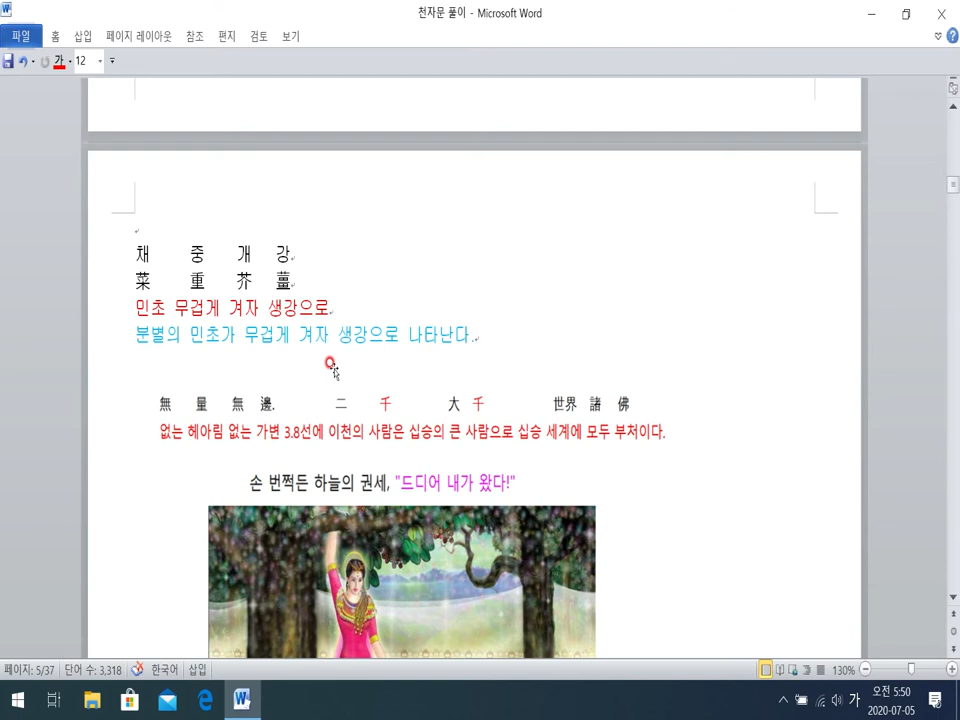 천자문 풀이 - Microsoft Word
파일 홈 삽입 페이지 레이아웃 참조 편지 검토 보기
가 12
채 중 개 강
菜 重 芥 薑
민초 무겁게 겨자 생강으로
분별의 민초가 무겁게 겨자 생강으로 나타난다.
無 量 無 邊. 二 千 大 千 世界 諸 佛
없는 헤아림 없는 가변 3.8선에 이천의 사람은 십승의 큰 사람으로 십승 세계에 모두 부처이다.
손 번쩍든 하늘의 권세, "드디어 내가 왔다!"
페이지: 5/37 단어 수: 3,318 한국어 삽입 130%
가 오전 5:50
2020-07-05